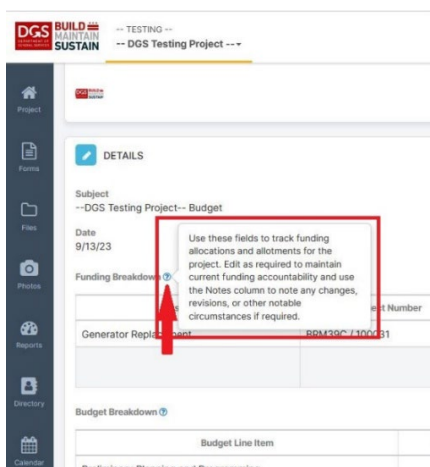 DGS BUILD
MAINTAIN
SUSTAIN
-- TESTING --
-- DGS Testing Project --
Project
DETAILS
Forms
Subject
--DGS Testing Project-- Budget
Files
Date
9/13/23
Use these fields to track funding
allocations and allotments for the
project. Edit as required to maintain
current funding accountability and use
the Notes column to note any changes,
revisions, or other notable
circumstances if required.
Funding Breakdown
Photos
Number
Generator
BRM39C / 100031
Reports
Directory
Budget Breakdown
Budget Line Item
Calendar